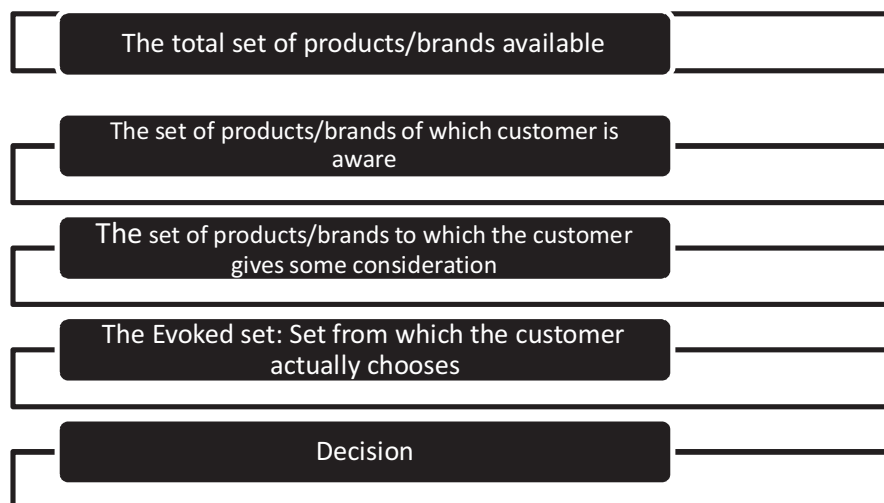 The total set of products/brands available
The set of products/brands of which customer is
aware
The set of products/brands to which the customer
gives some consideration
The Evoked set: Set from which the customer
actually chooses
Decision